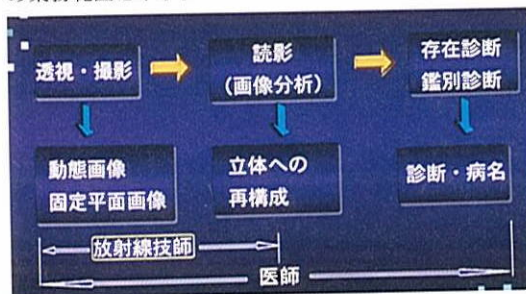 透視・撮影
読影
(画像分析)
存在診断
鑑別診断
動態画像
固定平面画像
立体への
再構成
診断・病名
放射線技師
医師